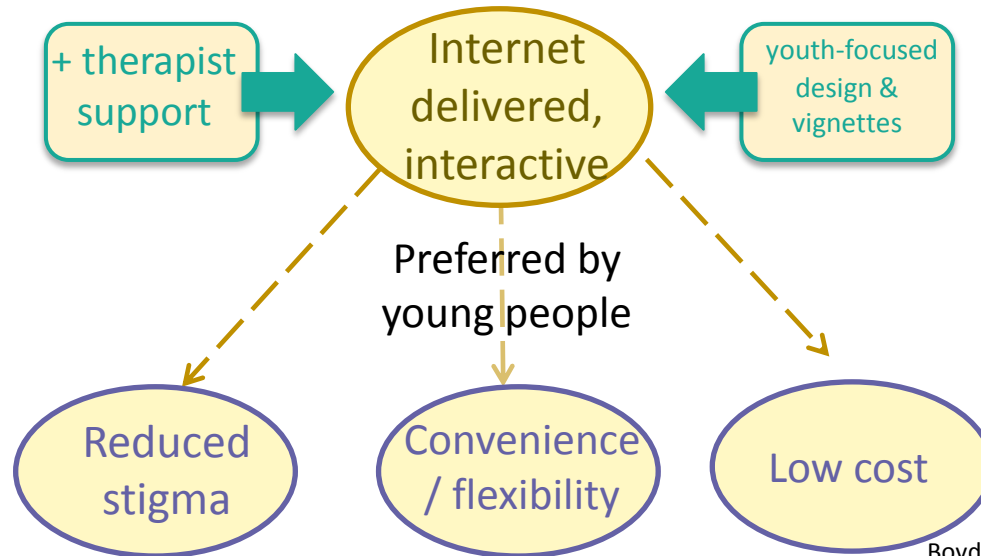 + therapist
support
Internet
delivered,
interactive
youth-focused
design &
vignettes
Preferred by
young people
Reduced
stigma
Convenience
/ flexibility
Low cost
Boyd